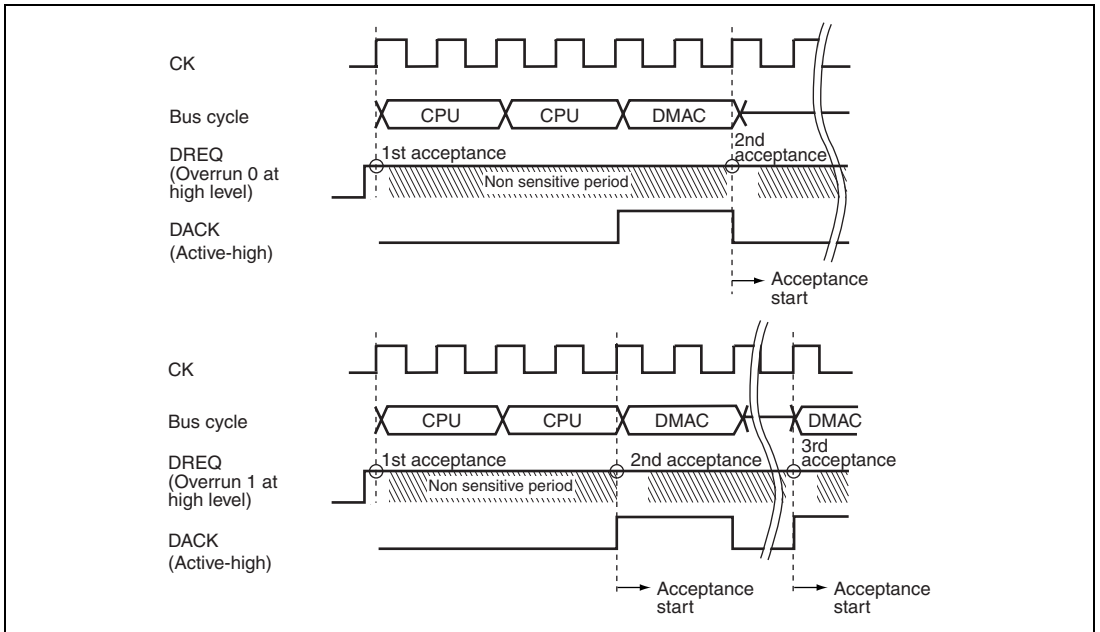 CK
Bus cycle
CPU
CPU
DMAC
DREQ
(Overrun 0 at
high level)
1st acceptance
2nd
acceptance
Non sensitive period
DACK
(Active-high)
Acceptance
start
CK
Bus cycle
CPU
CPU
DMAC
DMAC
DREQ
(Overrun 1 at
high level)
1st acceptance
2nd acceptance
3rd
acceptance
Non sensitive period
DACK
(Active-high)
Acceptance
start
Acceptance
start